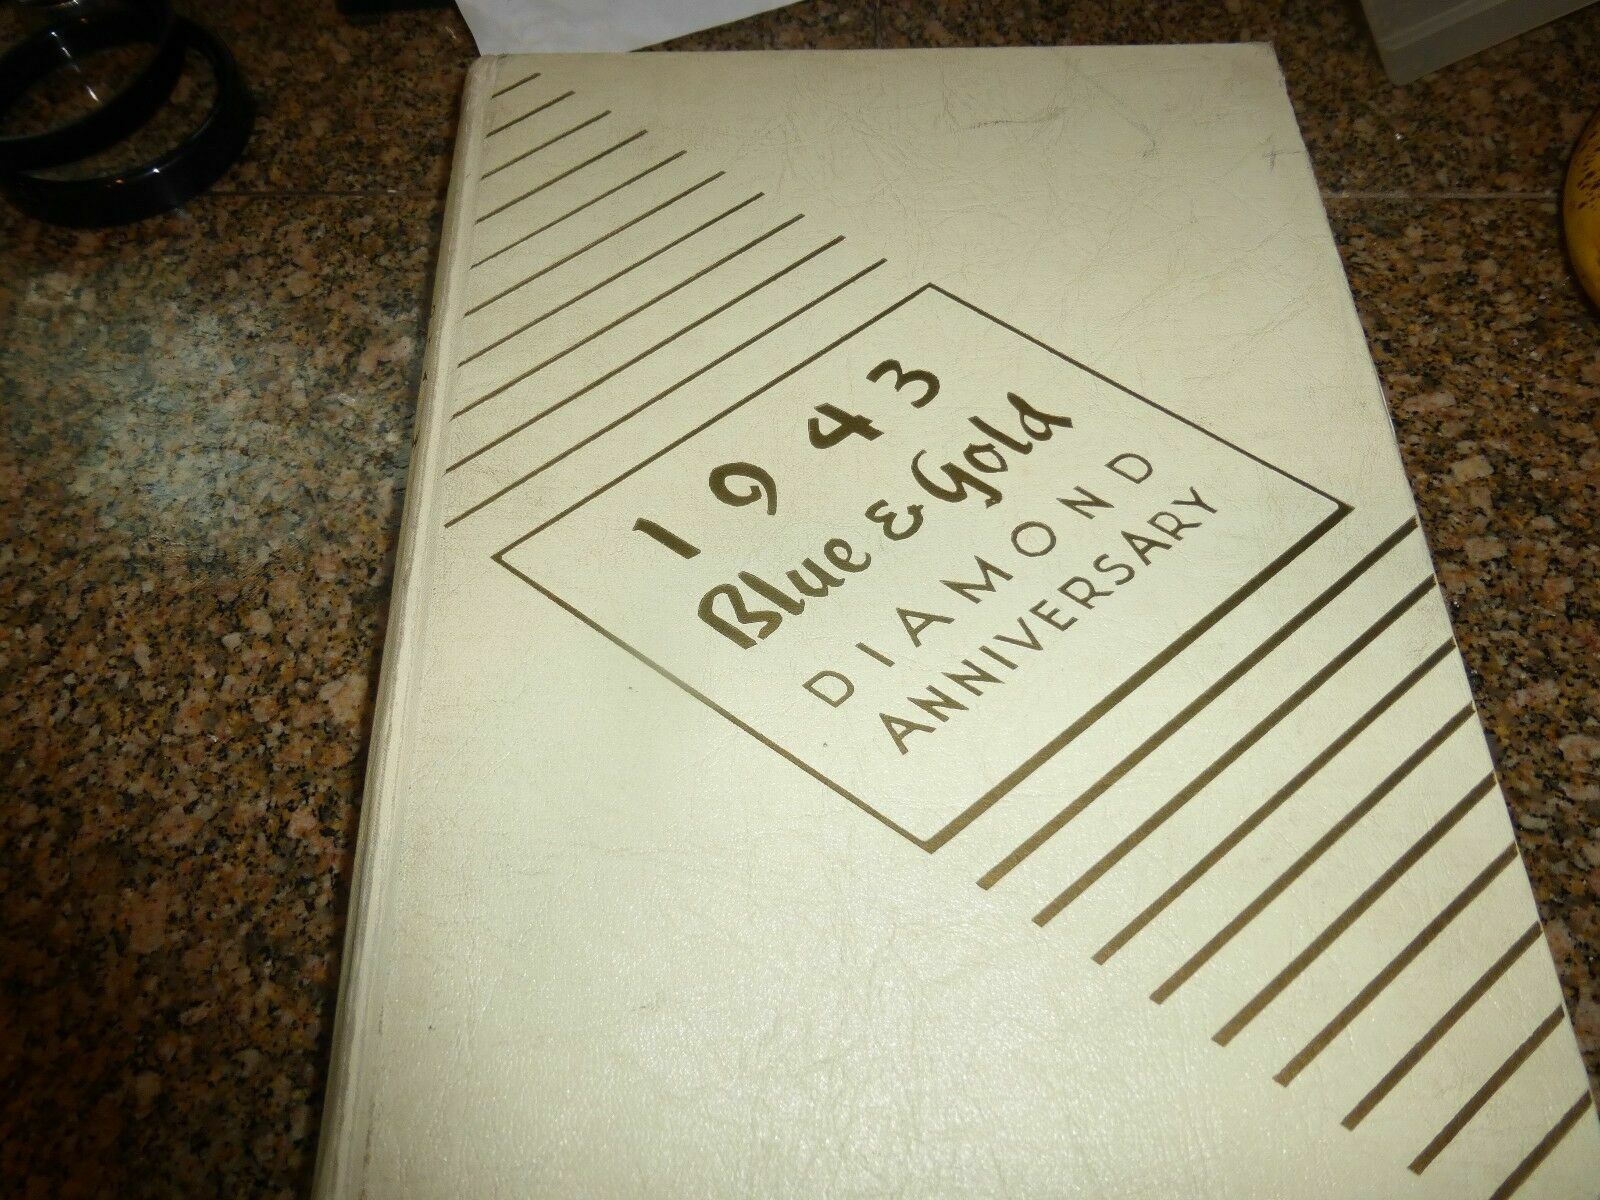 1943
Blue & Gold
DIAMOND
ANNIVERSARY